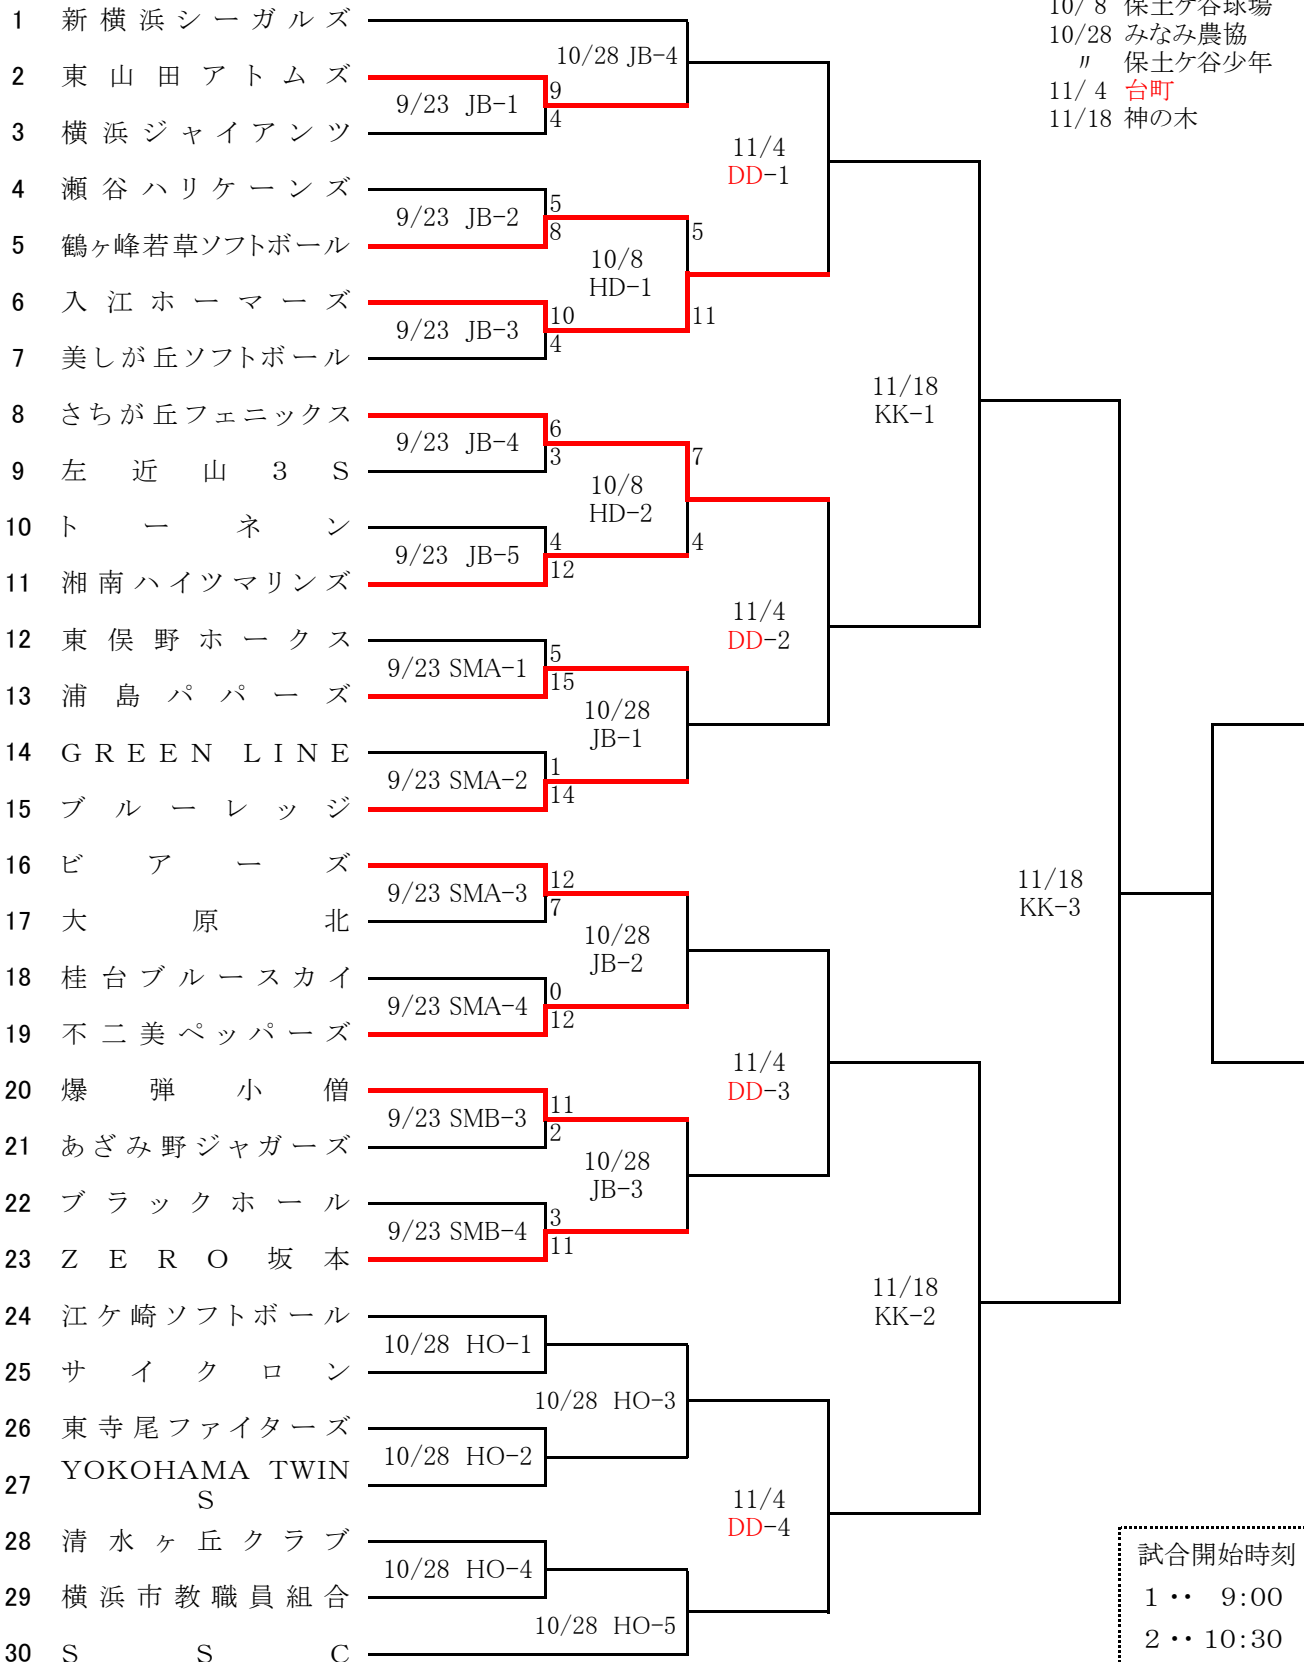 10/ 8 保土ケ谷球場
10/28 みなみ農協
〃 保土ケ谷少年
11/ 4 台町
11/18 神の木
1 新横浜シーガルズ
10/28 JB-4
2 東山田アトムズ
9/23 JB-1
9
4
3 横浜ジャイアンツ
11/4
DD-1
4 瀬谷ハリケーンズ
9/23 JB-2
5
8
5 鶴ヶ峰若草ソフトボール
10/8
HD-1
5
11
6 入江ホーマーズ
9/23 JB-3
10
4
7 美しが丘ソフトボール
11/18
KK-1
8 さちが丘フェニックス
9/23 JB-4
6
3
9 左近山3S
10/8
HD-2
7
4
10 トーネン
9/23 JB-5
4
12
11 湘南ハイツマリンズ
11/4
DD-2
12 東俣野ホークス
9/23 SMA-1
5
15
13 浦島パパーズ
10/28
JB-1
14 GREEN LINE
9/23 SMA-2
1
14
15 ブルーレッジ
16 ビアーズ
9/23 SMA-3
12
7
17 大原北
11/18
KK-3
10/28
JB-2
18 桂台ブルースカイ
9/23 SMA-4
0
12
19 不二美ペッパーズ
11/4
DD-3
20 爆弾小僧
9/23 SMB-3
11
2
21 あざみ野ジャガーズ
10/28
JB-3
22 ブラックホール
9/23 SMB-4
3
11
23 ZERO坂本
11/18
KK-2
24 江ケ崎ソフトボール
10/28 HO-1
25 サイクロン
10/28 HO-3
26 東寺尾ファイターズ
10/28 HO-2
27 YOKOHAMA TWIN
S
11/4
DD-4
28 清水ヶ丘クラブ
10/28 HO-4
29 横浜市教職員組合
10/28 HO-5
30 SSC
試合開始時刻
1・・ 9:00
2・・10:30